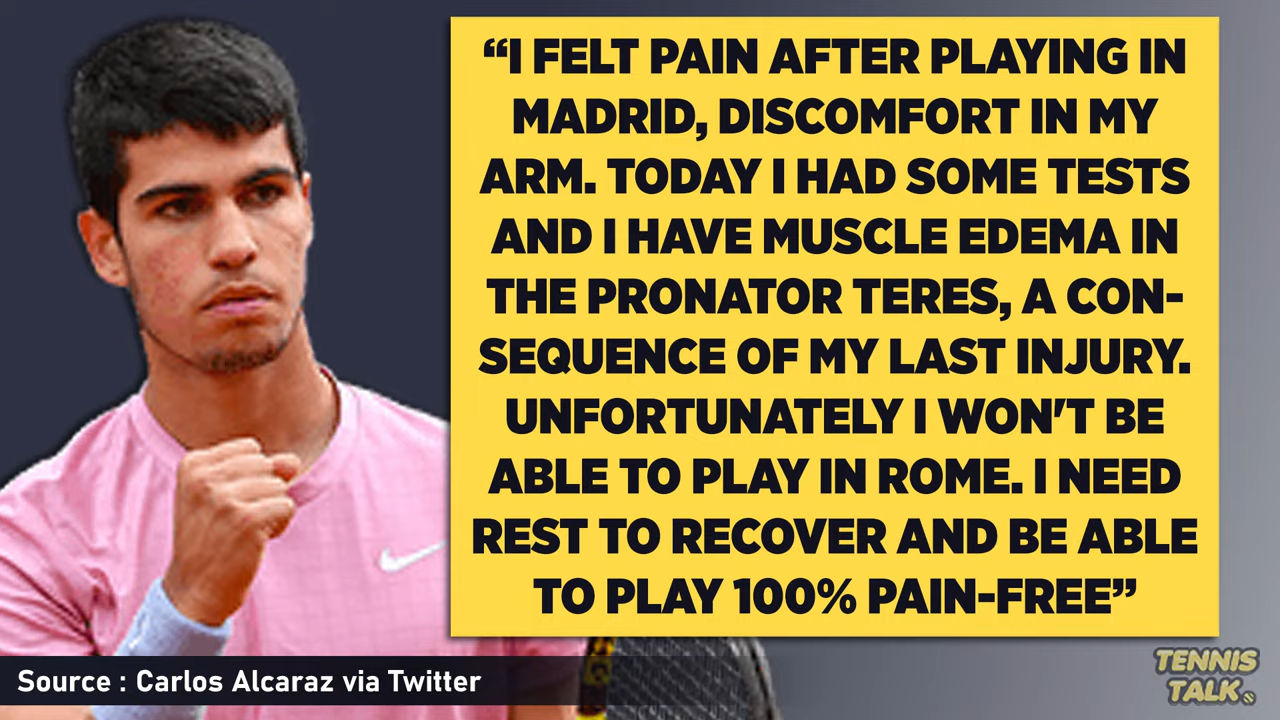 “I FELT PAIN AFTER PLAYING IN
MADRID, DISCOMFORT IN MY
ARM. TODAY I HAD SOME TESTS
AND I HAVE MUSCLE EDEMA IN
THE PRONATOR TERES, A CON-
SEQUENCE OF MY LAST INJURY.
UNFORTUNATELY I WON'T BE
ABLE TO PLAY IN ROME. I NEED
REST TO RECOVER AND BE ABLE
TO PLAY 100% PAIN-FREE”
Source : Carlos Alcaraz via Twitter
TENNIS
TALK